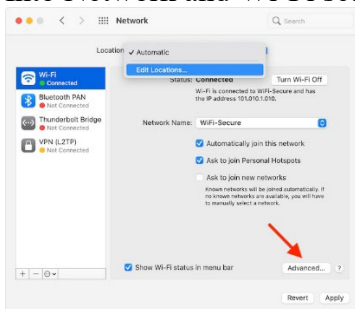 Network
Search
Location
✓ Automatic
Edit Locations...
Wi-Fi
Connected
Bluetooth PAN
Not Connected
Thunderbolt Bridge
Not Connected
VPN (L2TP)
Not Connected
Status: Connected
Turn Wi-Fi Off
Wi-Fi is connected to WiFi-Secure and has
the IP address 101.010.1.010.
Network Name: WiFi-Secure
Automatically join this network
Ask to join Personal Hotspots
Ask to join new networks
Known networks will be joined automatically. If
no known networks are available, you will have
to manually select a network.
Show Wi-Fi status in menu bar
Advanced...
?
Revert
Apply